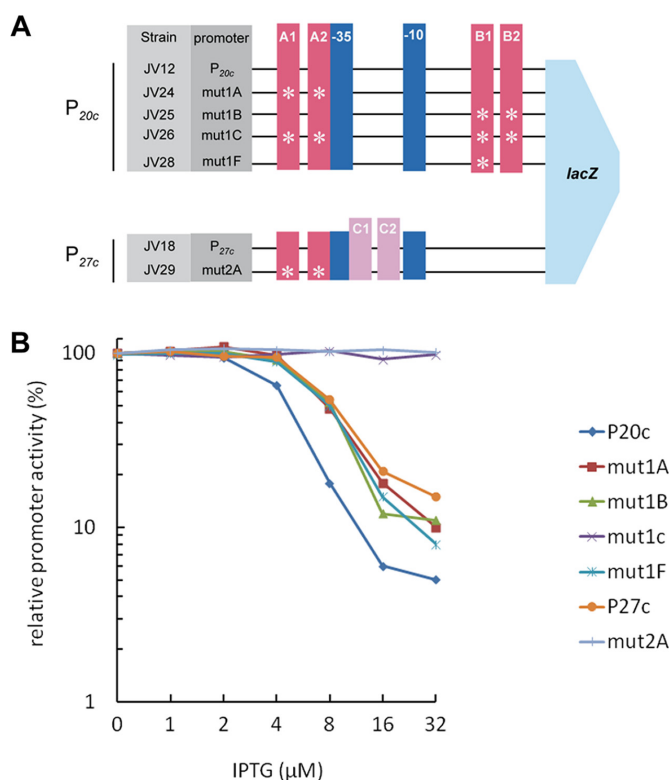 A
Strain promoter A1 A2 -35 -10 B1 B2
JV12 P20c
JV24 mut1A * *
P20c JV25 mut1B * *
JV26 mut1C * * * *
JV28 mut1F *
lacZ
C1 C2
P27c JV18 P27c
JV29 mut2A * *
B
relative promoter activity (%)
100
10
1
0 1 2 4 8 16 32
IPTG (µM)
P20c
mut1A
mut1B
mut1c
mut1F
P27c
mut2A